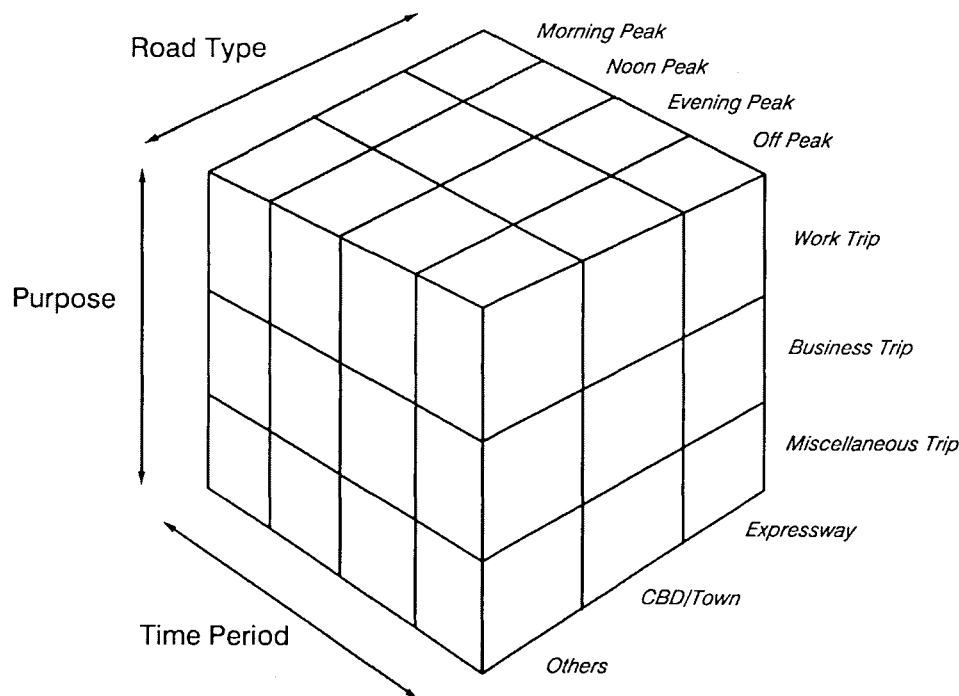 Road Type
Morning Peak
Noon Peak
Evening Peak
Off Peak
Work Trip
Purpose
Business Trip
Miscellaneous Trip
Expressway
CBD/Town
Time Period
Others